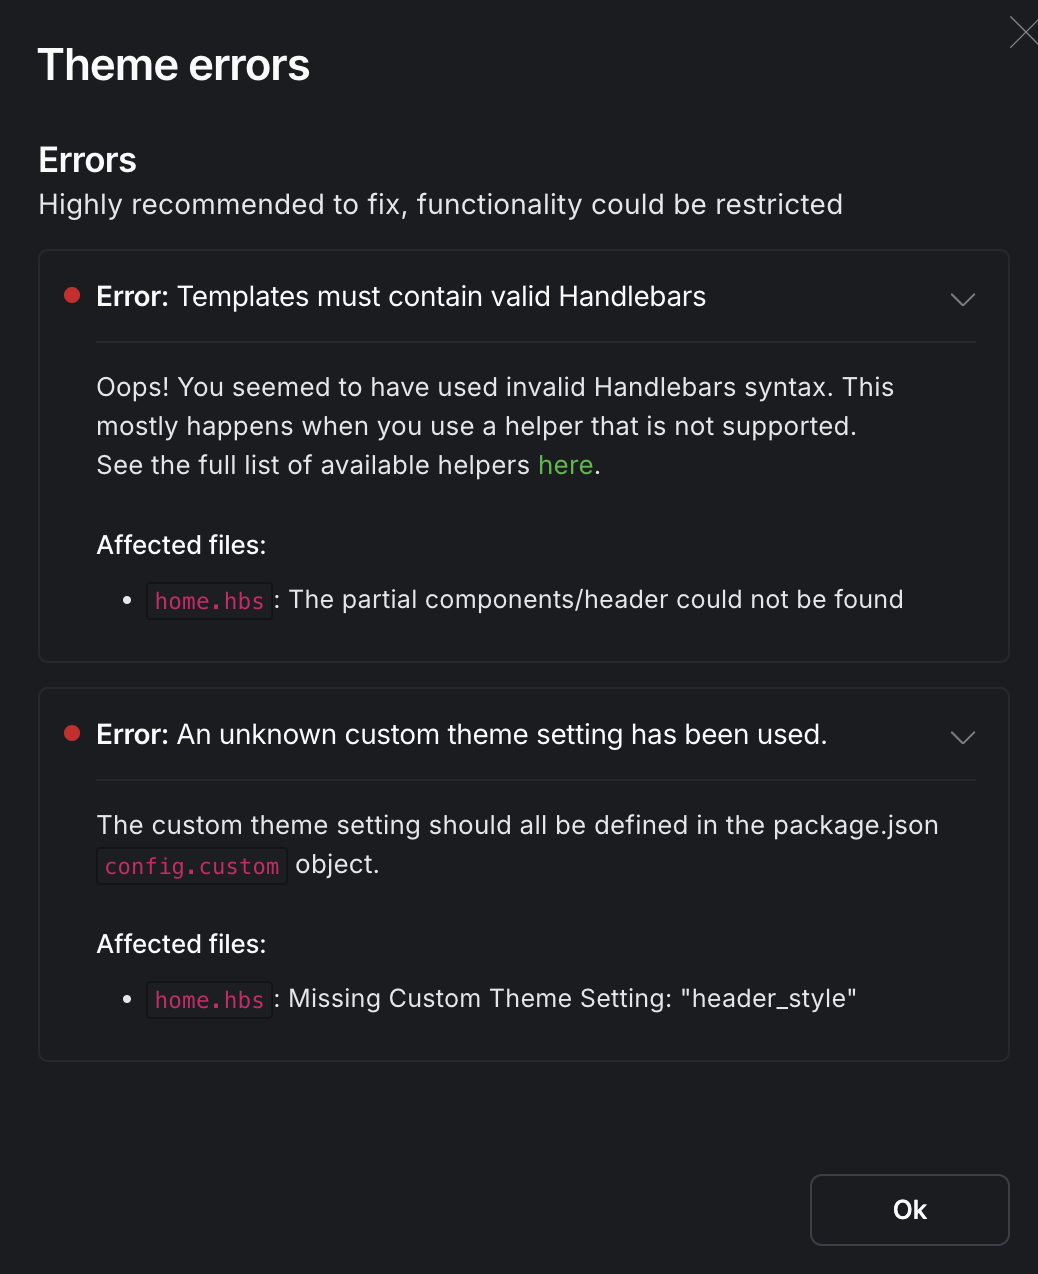 Theme errors
Errors
Highly recommended to fix, functionality could be restricted
Error: Templates must contain valid Handlebars
Oops! You seemed to have used invalid Handlebars syntax. This
mostly happens when you use a helper that is not supported.
See the full list of available helpers here.
Affected files:
• home.hbs: The partial components/header could not be found
Error: An unknown custom theme setting has been used.
The custom theme setting should all be defined in the package.json
config.custom object.
Affected files:
• home.hbs: Missing Custom Theme Setting: "header_style"
Ok